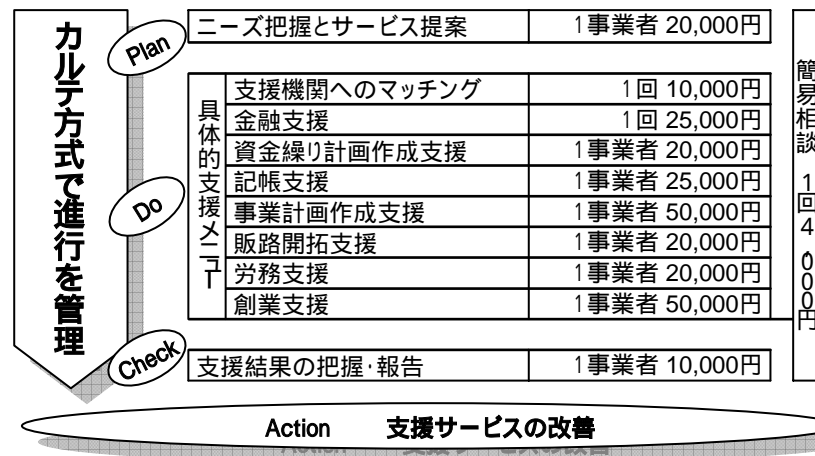 カルテ方式で進行を管理
Plan
ニーズ把握とサービス提案 1事業者 20,000円
Do
具体的支援メニュー
支援機関へのマッチング 1回 10,000円
金融支援 1回 25,000円
資金繰り計画作成支援 1事業者 20,000円
記帳支援 1事業者 25,000円
事業計画作成支援 1事業者 50,000円
販路開拓支援 1事業者 20,000円
労務支援 1事業者 20,000円
創業支援 1事業者 50,000円
Check
支援結果の把握・報告 1事業者 10,000円
簡易相談 1回4,000円
Action 支援サービスの改善